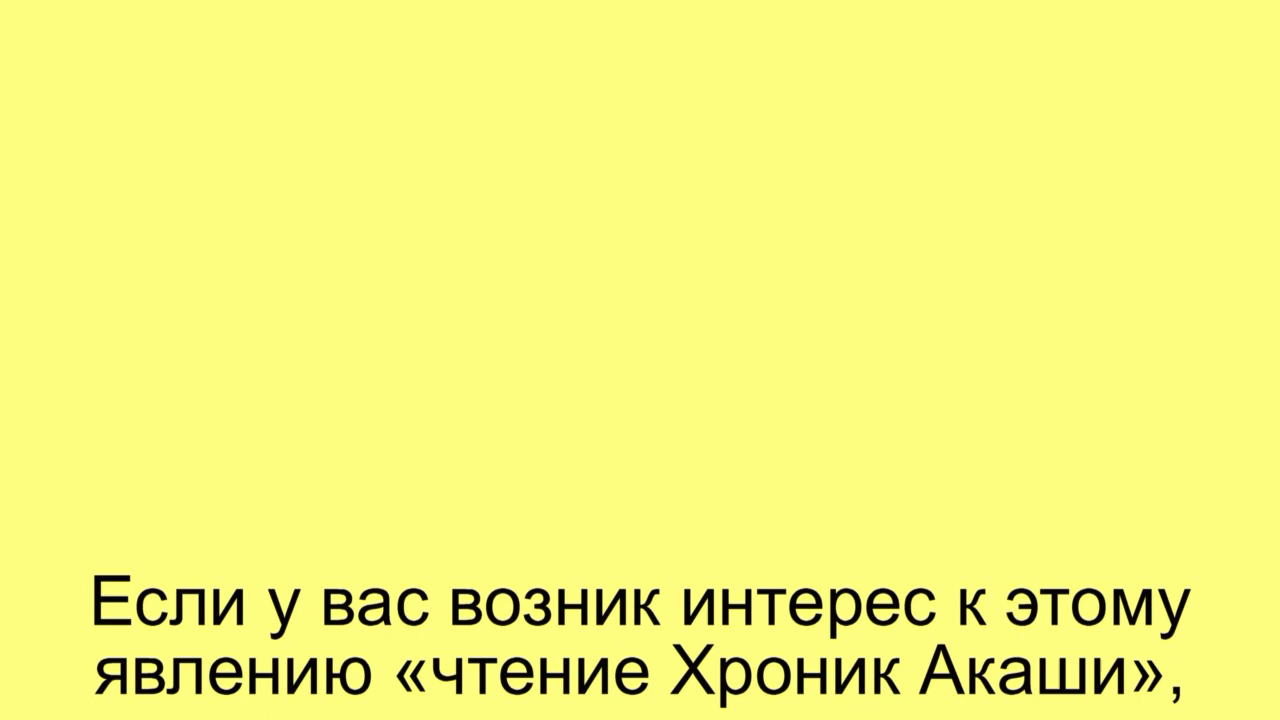 Если у вас возник интерес к этому
явлению «чтение Хроник Акаши»,